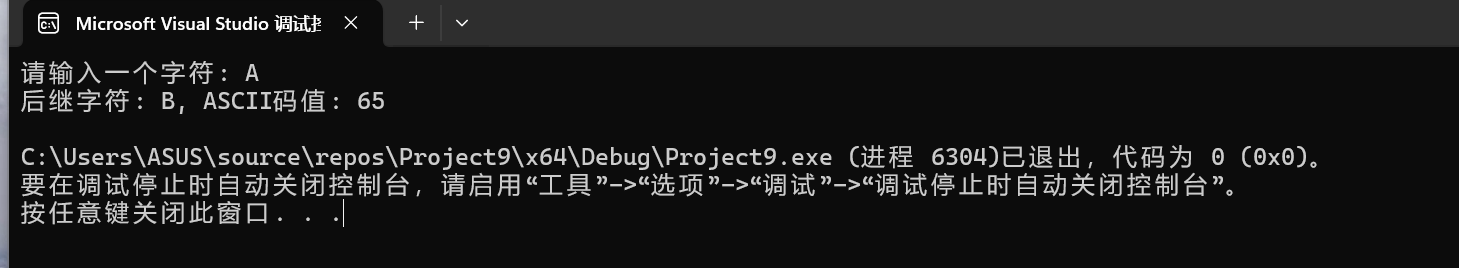 Microsoft Visual Studio 调试
请输入一个字符: A
后继字符: B, ASCII码值: 65
C:\Users\ASUS\source\repos\Project9\x64\Debug\Project9.exe (进程 6304)已退出，代码为 0 (0x0)。
要在调试停止时自动关闭控制台，请启用“工具”->“选项”->“调试”->“调试停止时自动关闭控制台”。
按任意键关闭此窗口. . .